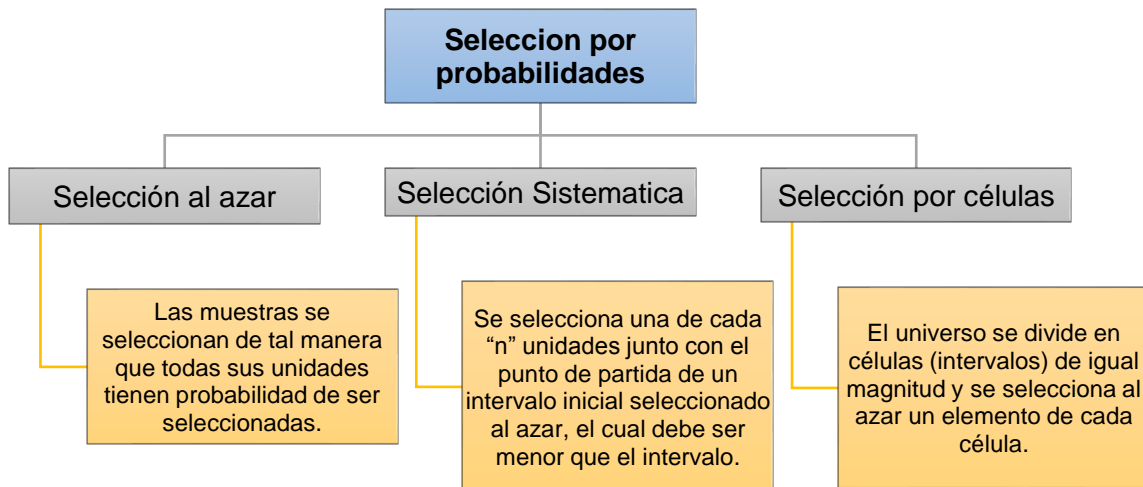 Seleccion por
probabilidades
Selección al azar
Las muestras se
seleccionan de tal manera
que todas sus unidades
tienen probabilidad de ser
seleccionadas.
Selección Sistematica
Se selecciona una de cada
“n” unidades junto con el
punto de partida de un
intervalo inicial seleccionado
al azar, el cual debe ser
menor que el intervalo.
Selección por células
El universo se divide en
células (intervalos) de igual
magnitud y se selecciona al
azar un elemento de cada
célula.